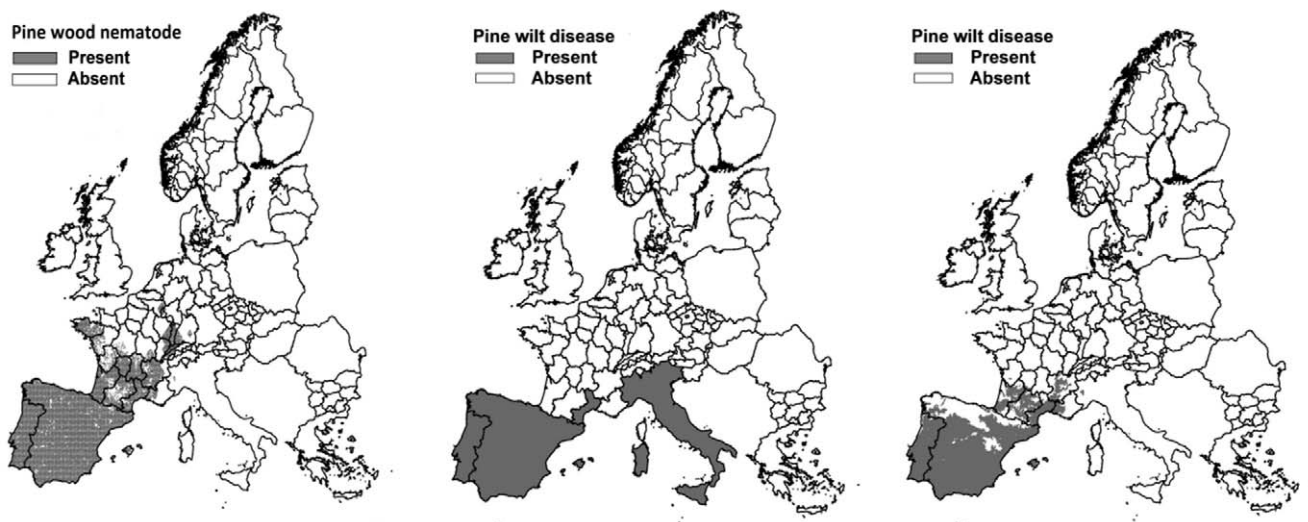 Pine wood nematode
Present
Absent
Pine wilt disease
Present
Absent
Pine wilt disease
Present
Absent